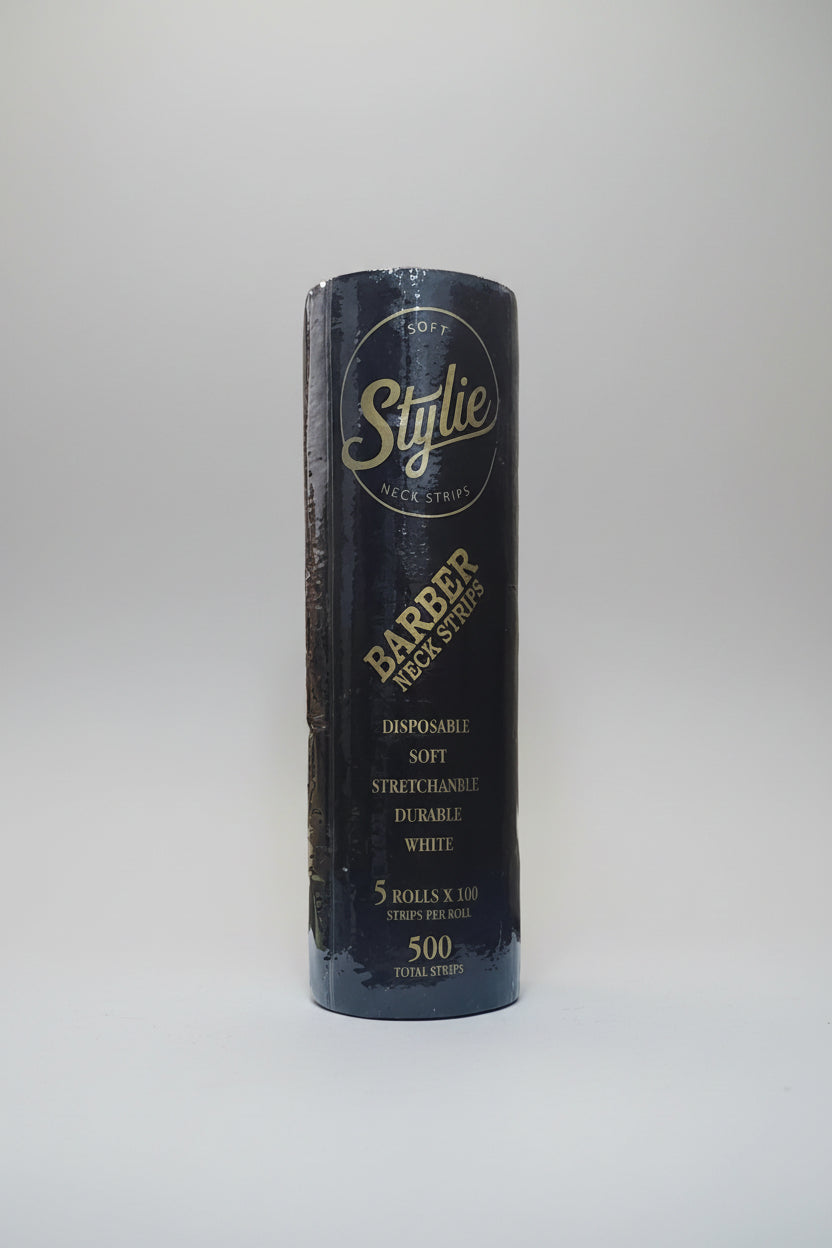 SOFT
Stylie
NECK STRIPS
BARBER
NECK STRIPS
DISPOSABLE
SOFT
STRETCHANBLE
DURABLE
WHITE
5 ROLLS X 100
STRIPS PER ROLL
500
TOTAL STRIPS